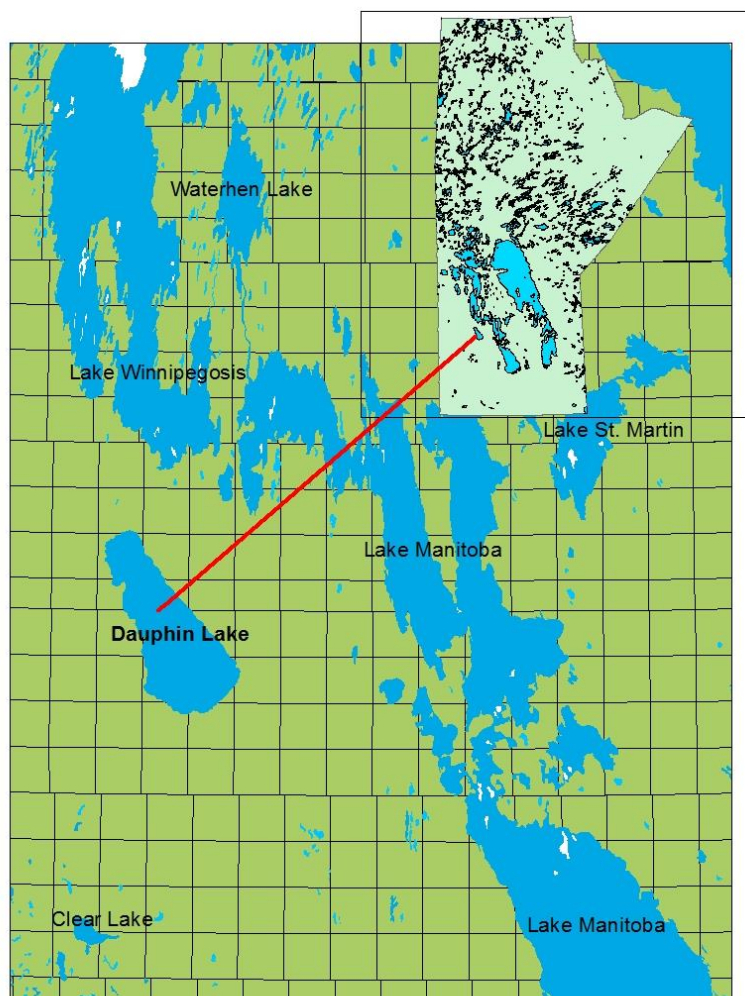 Waterhen Lake
Lake Winnipegosis
Lake St. Martin
Lake Manitoba
Dauphin Lake
Clear Lake
Lake Manitoba